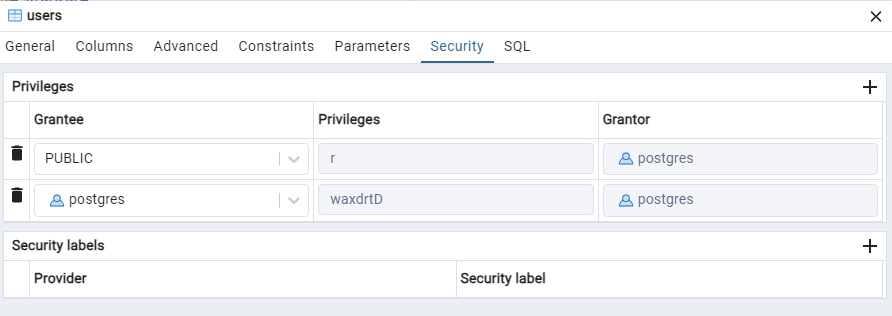 users
General Columns Advanced Constraints Parameters Security SQL
Privileges
Grantee Privileges Grantor
PUBLIC r postgres
postgres waxdrtD postgres
Security labels
Provider Security label